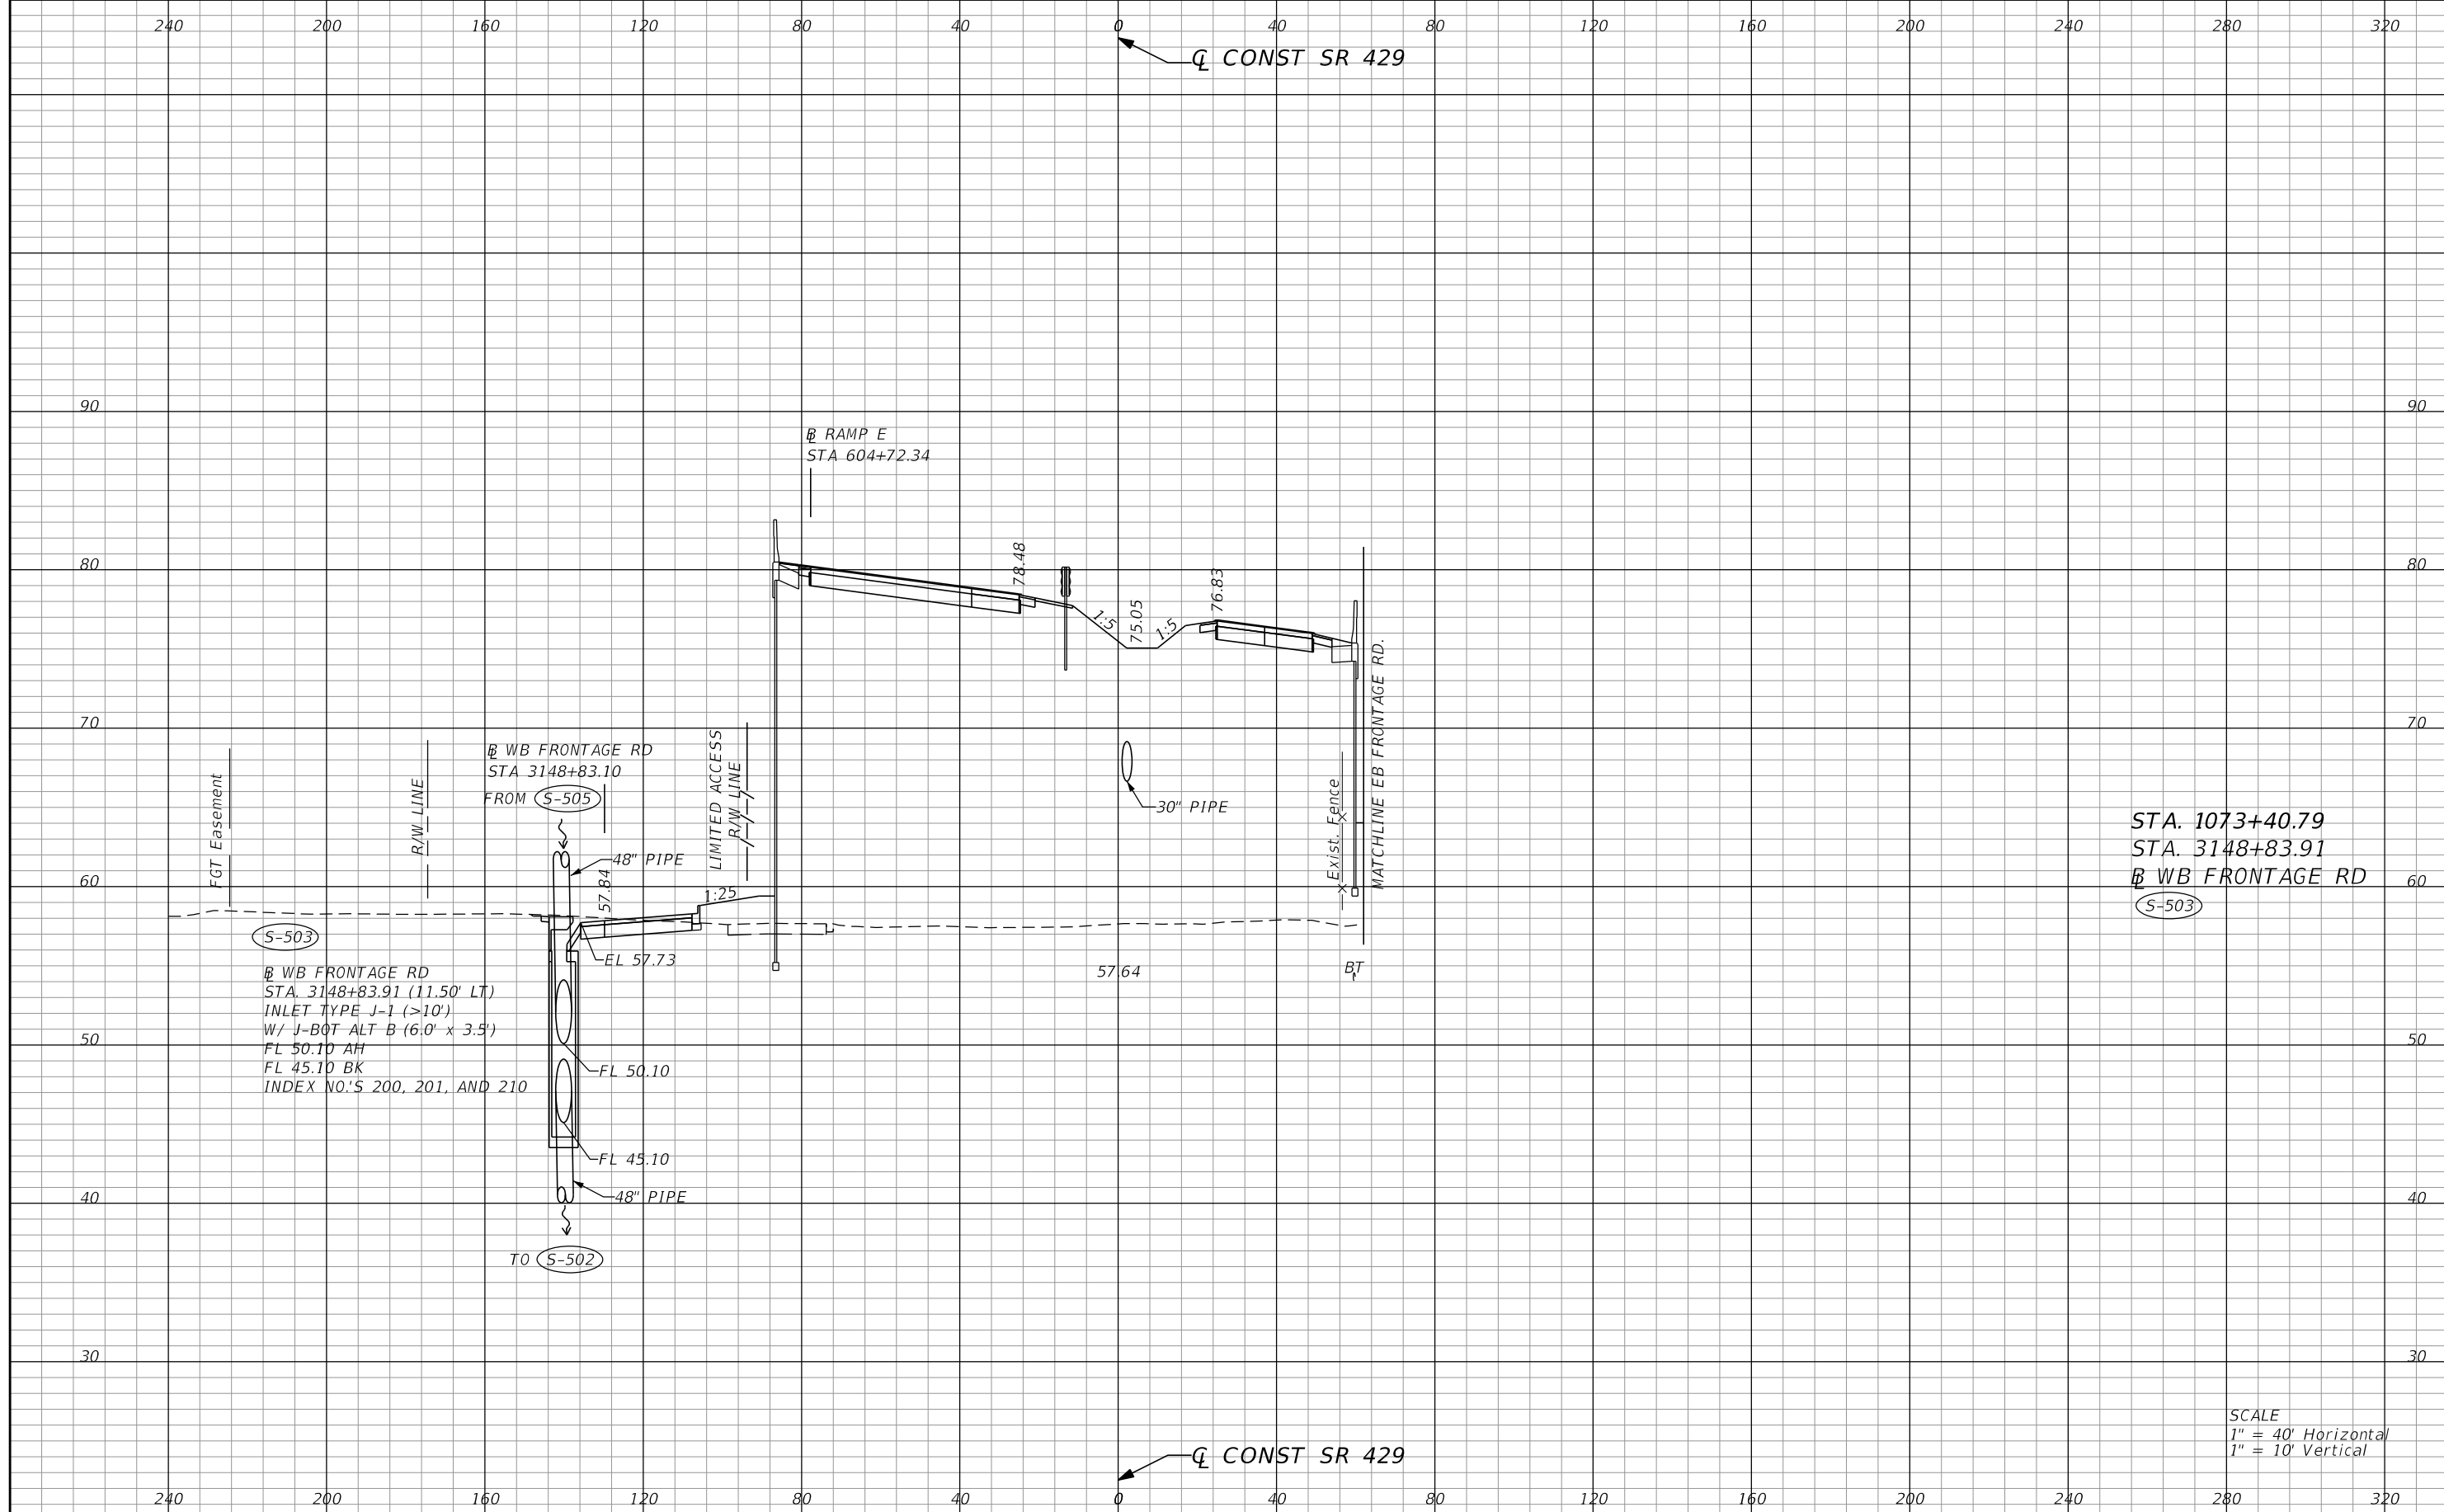 240 200 160 120 80 40 0 40 80 120 160 200 240 280 320
℄ CONST SR 429
90 90
B̲L RAMP E
STA 604+72.34
80 80
78.48
76.83
75.05
1:5
1:5
70 70
MATCHLINE EB FRONTAGE RD.
Exist. Fence
LIMITED ACCESS
R/W LINE
R/W LINE
FGT Easement
BL WB FRONTAGE RD
STA 3148+83.10
FROM S-505
30" PIPE
48" PIPE
57.84
1:25
STA. 1073+40.79
STA. 3148+83.91
BL WB FRONTAGE RD
S-503
60 60
S-503
EL 57.73
57.64
BT
BL WB FRONTAGE RD
STA. 3148+83.91 (11.50' LT)
INLET TYPE J-1 (>10')
W/ J-BOT ALT B (6.0' x 3.5')
FL 50.10 AH
FL 45.10 BK
INDEX NO.'S 200, 201, AND 210
50 50
FL 50.10
FL 45.10
48" PIPE
40 40
TO S-502
30 30
SCALE
1" = 40' Horizontal
1" = 10' Vertical
℄ CONST SR 429
240 200 160 120 80 40 0 40 80 120 160 200 240 280 320